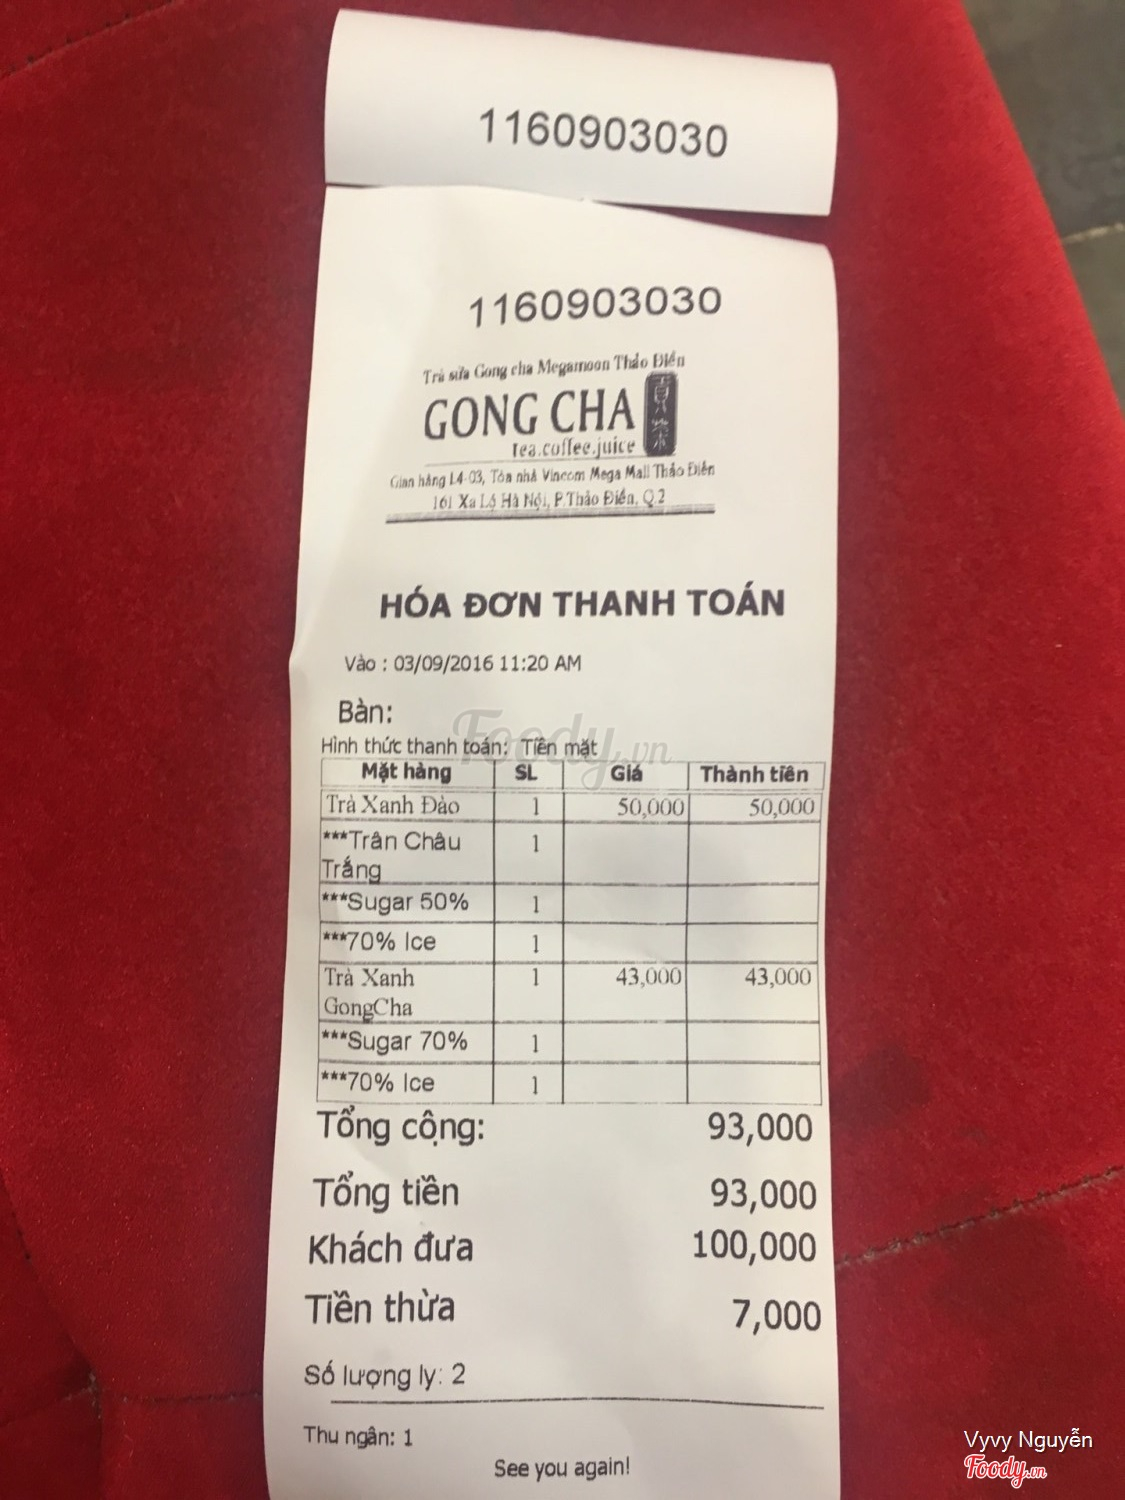 1160903030
1160903030
Trà sữa Gong cha Megamoon Thảo Điền
GONG CHA
貢茶
Tea.coffee.juice
Gian hàng L4-03, Tòa nhà Vincom Mega Mall Thảo Điền
161 Xa Lộ Hà Nội, P.Thảo Điền, Q.2
HÓA ĐƠN THANH TOÁN
Vào : 03/09/2016 11:20 AM
Bàn:
Foody.vn
Hình thức thanh toán: Tiền mặt
Mặt hàng SL Giá Thành tiền
Trà Xanh Đào 1 50,000 50,000
***Trân Châu 1
Trắng
***Sugar 50% 1
***70% Ice 1
Trà Xanh 1 43,000 43,000
GongCha
***Sugar 70% 1
***70% Ice 1
Tổng cộng: 93,000
Tổng tiền 93,000
Khách đưa 100,000
Tiền thừa 7,000
Số lượng ly: 2
Thu ngân: 1
See you again!
Vyvy Nguyễn
Foody.vn